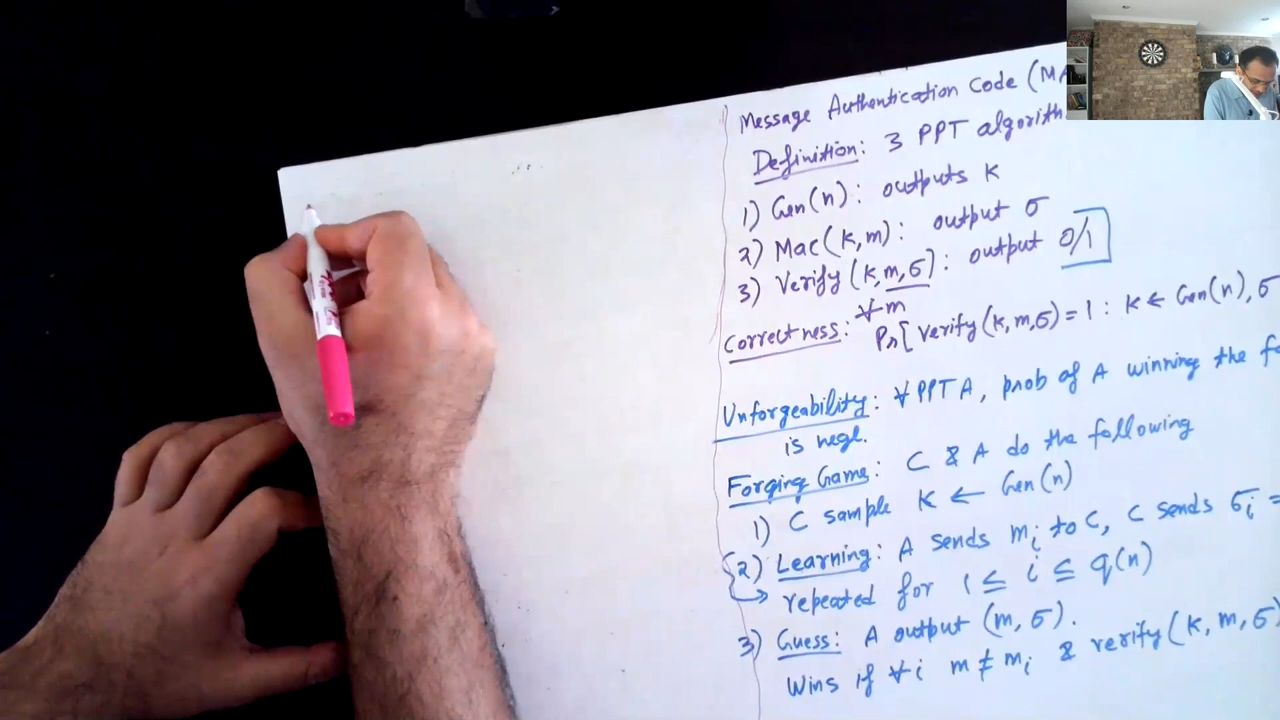 Message Authentication Code (MA
Definition: 3 PPT algorith
1) Gen(n): outputs k
2) Mac(k,m): output σ
3) Verify(k,m,σ): output 0/1
Correctness: ∀m
Pr[Verify(k,m,σ)=1 : k ← Gen(n), σ
Unforgeability: ∀ PPT A, prob of A winning the fo
is negl.
Forging Game: C & A do the following
1) C sample K ← Gen(n)
2) Learning: A sends mᵢ to C, C sends σᵢ =
→ repeated for 1 ≤ i ≤ q(n)
3) Guess: A output (m, σ).
Wins if ∀i m ≠ mᵢ & verify(k, m, σ)